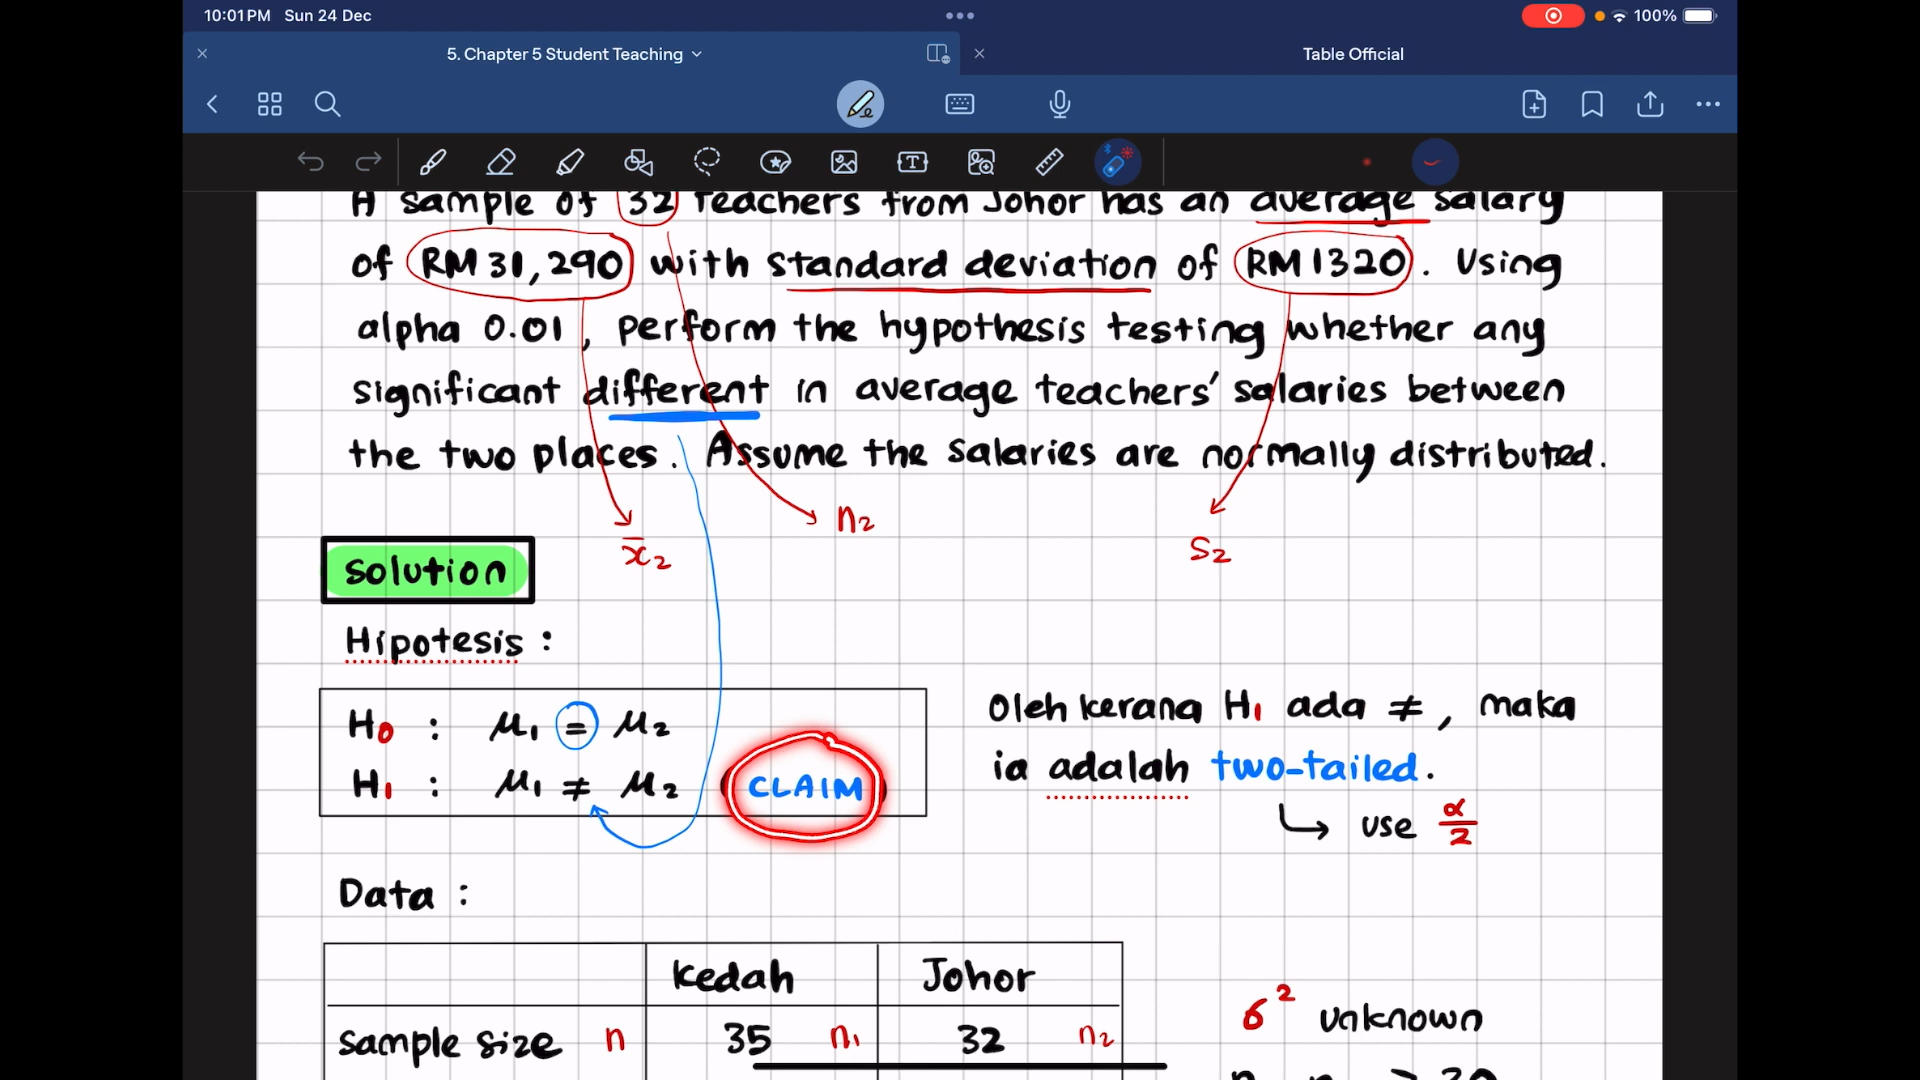 10:01 PM Sun 24 Dec
100%
5. Chapter 5 Student Teaching
Table Official
A sample of 32 teachers from Johor has an average salary
of RM 31,290 with standard deviation of RM 1320. Using
alpha 0.01, perform the hypothesis testing whether any
significant different in average teachers' salaries between
the two places. Assume the salaries are normally distributed.
x̄₂
n₂
s₂
Solution
Hipotesis :
H₀ : μ₁ = μ₂
H₁ : μ₁ ≠ μ₂ (CLAIM)
Oleh kerana H₁ ada ≠, maka
ia adalah two-tailed.
↳ use α/2
Data :
Kedah Johor
sample size n 35 n₁ 32 n₂
σ² unknown